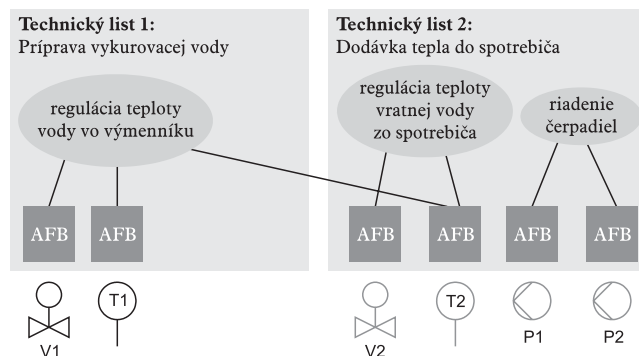 Technický list 1:
Príprava vykurovacej vody
regulácia teploty
vody vo výmenníku
AFB
AFB
T1
V1
Technický list 2:
Dodávka tepla do spotrebiča
regulácia teploty
vratnej vody
zo spotrebiča
riadenie
čerpadiel
AFB
AFB
AFB
AFB
T2
V2
P1
P2